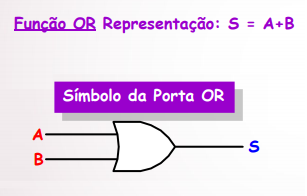 Função OR Representação: S = A+B
Símbolo da Porta OR
A
S
B